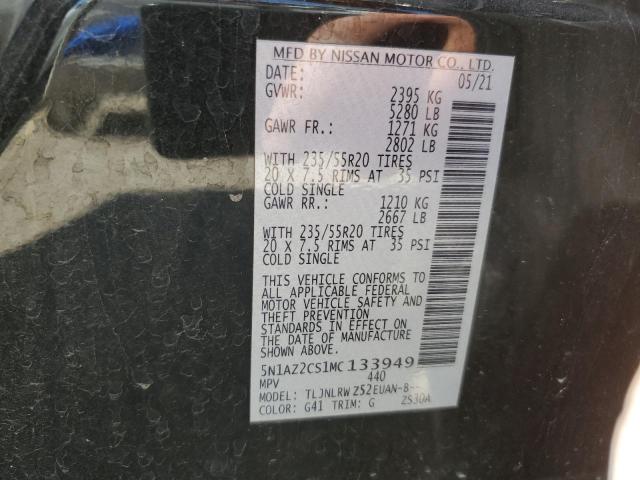 MFD BY NISSAN MOTOR CO., LTD.
DATE: 05/21
GVWR: 2395 KG
5280 LB
GAWR FR.: 1271 KG
2802 LB
WITH 235/55R20 TIRES
20 X 7.5 RIMS AT 35 PSI
COLD SINGLE
GAWR RR.: 1210 KG
2667 LB
WITH 235/55R20 TIRES
20 X 7.5 RIMS AT 35 PSI
COLD SINGLE
THIS VEHICLE CONFORMS TO
ALL APPLICABLE FEDERAL
MOTOR VEHICLE SAFETY AND
THEFT PREVENTION
STANDARDS IN EFFECT ON
THE DATE OF MANUFACTURE
SHOWN ABOVE.
5N1AZ2CS1MC133949
MPV 440
MODEL: TLJNLRWZ52EUAN-8-
COLOR: G41 TRIM: G ZS30A